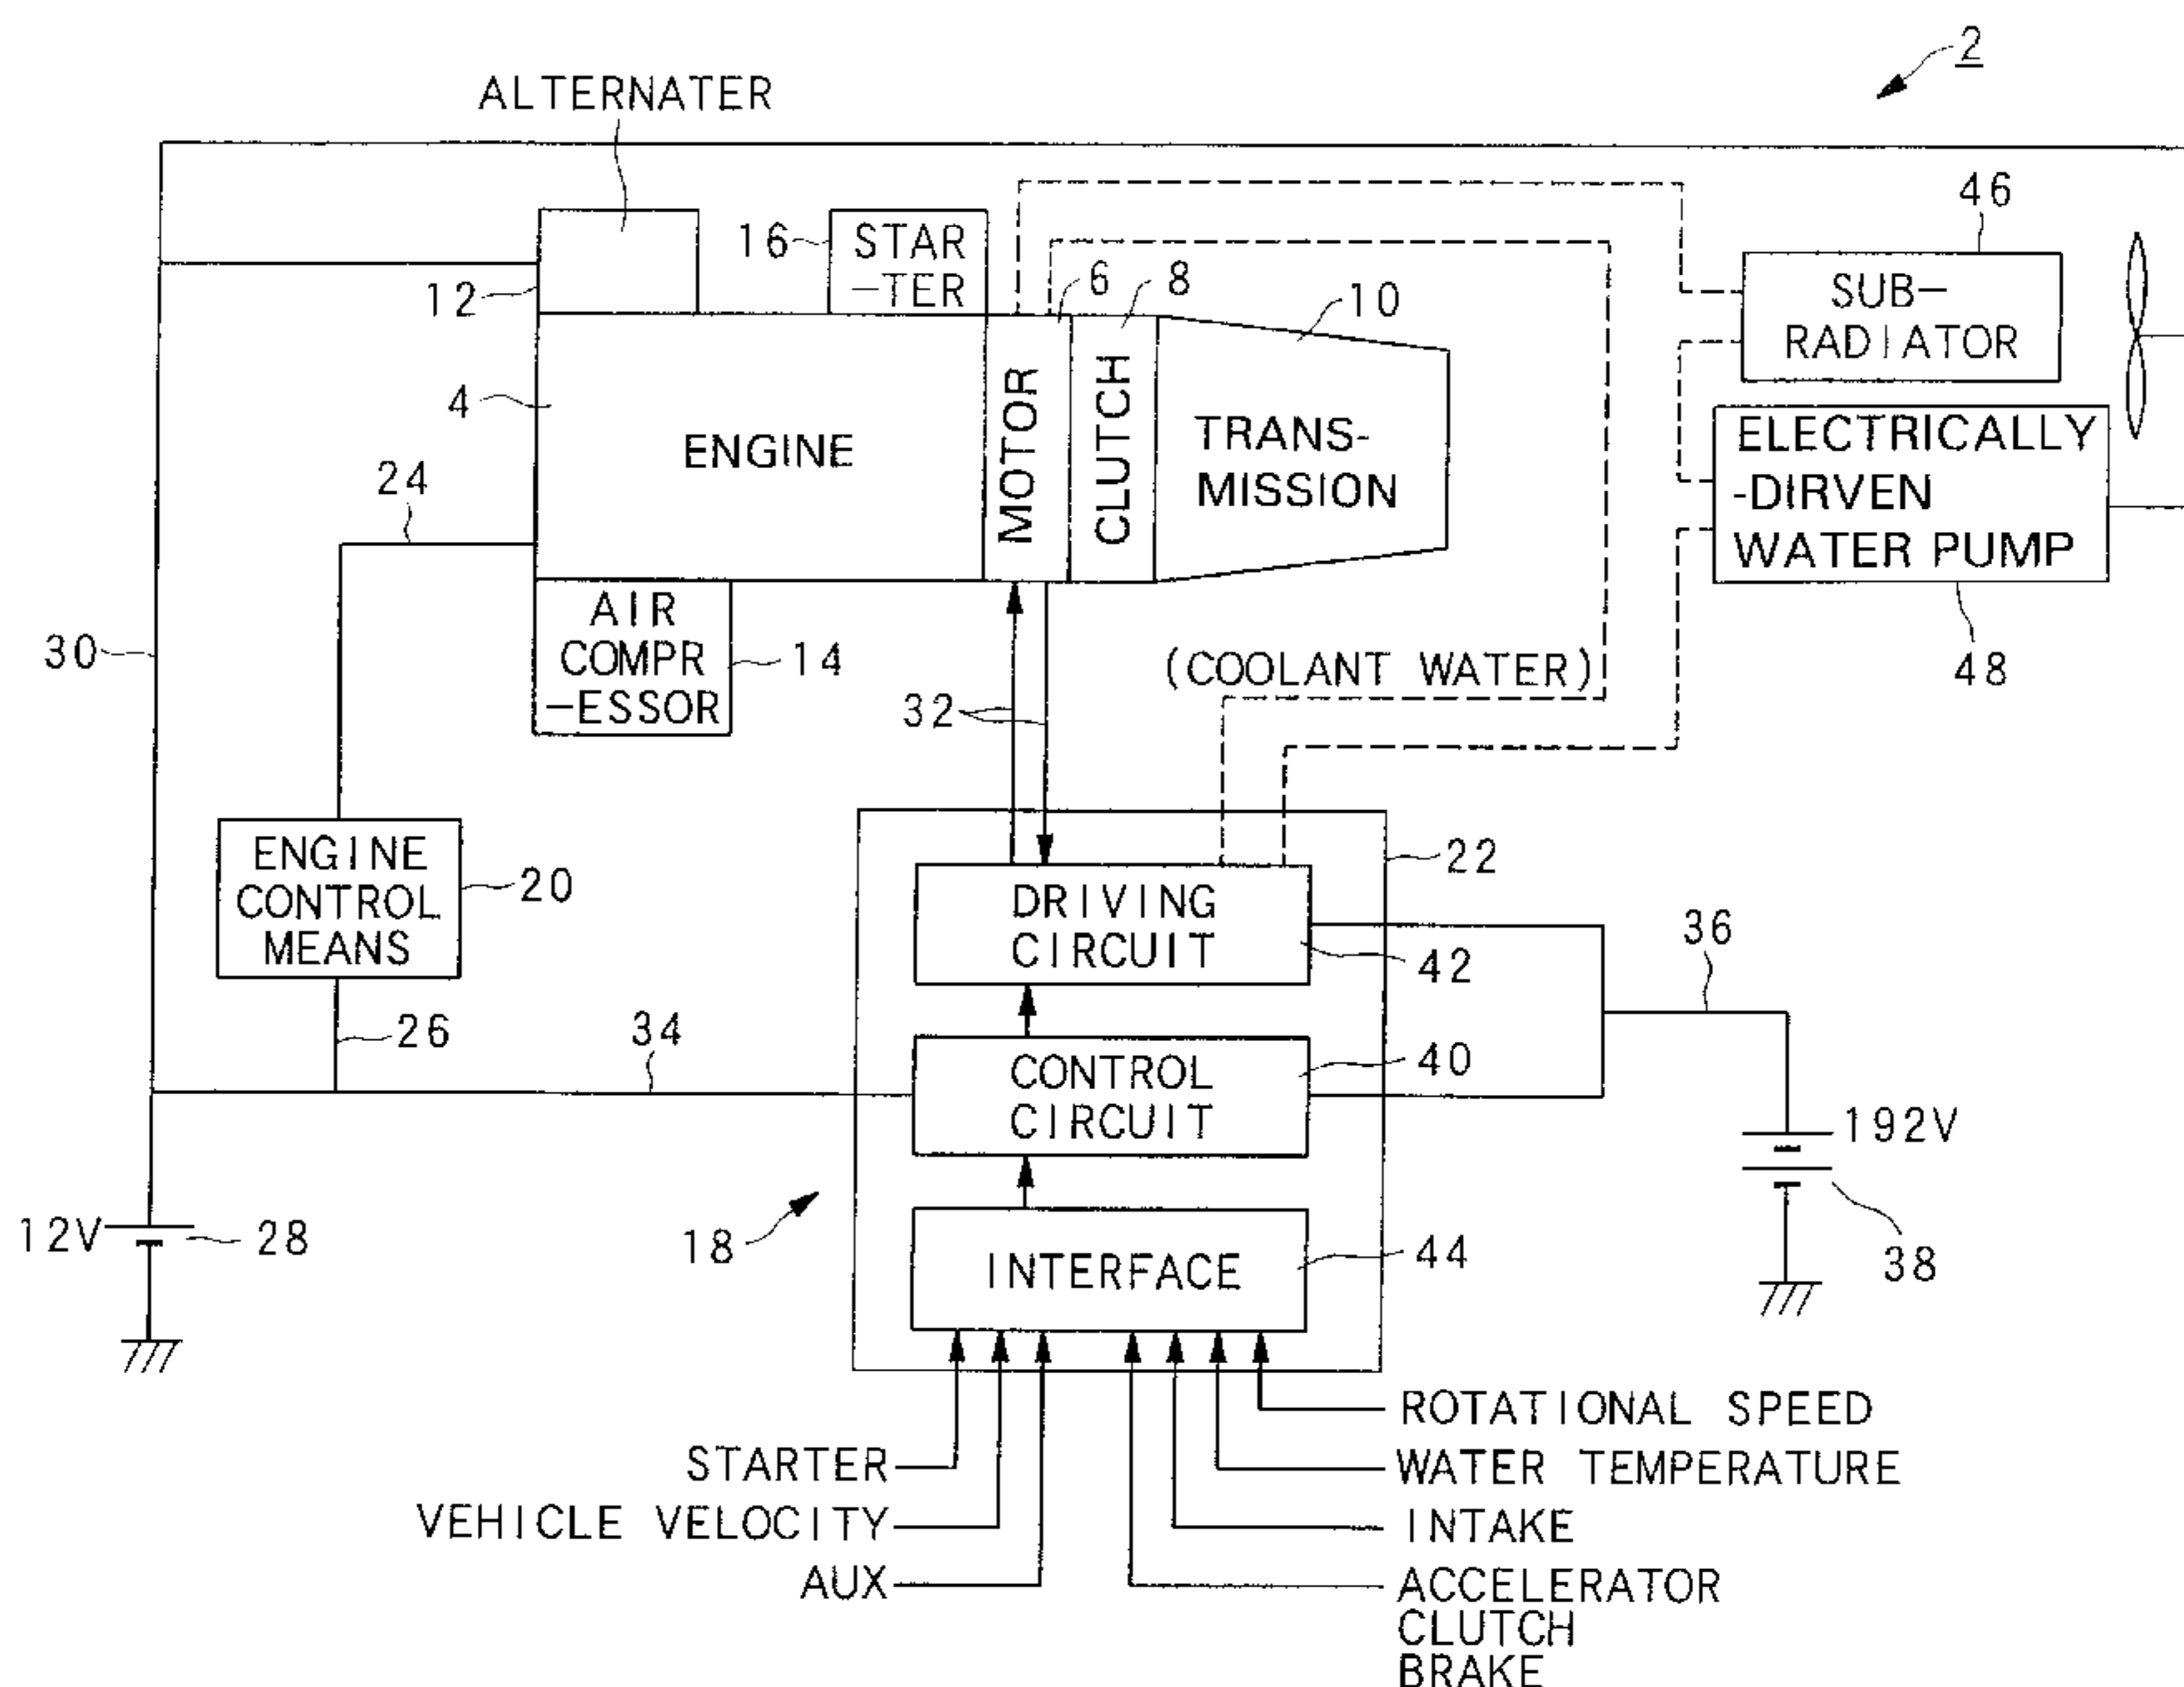 2
ALTERNATER
46
16
STAR
-TER
6
8
10
12
SUB-
RADIATOR
4
ENGINE
MOTOR
CLUTCH
TRANS-
MISSION
ELECTRICALLY
-DIRVEN
WATER PUMP
24
48
AIR
COMPR
-ESSOR
14
30
(COOLANT WATER)
32
22
ENGINE
CONTROL
MEANS
20
DRIVING
CIRCUIT
42
36
26
34
CONTROL
CIRCUIT
40
192V
38
12V
28
18
INTERFACE
44
ROTATIONAL SPEED
STARTER
WATER TEMPERATURE
VEHICLE VELOCITY
INTAKE
AUX
ACCELERATOR
CLUTCH
BRAKE